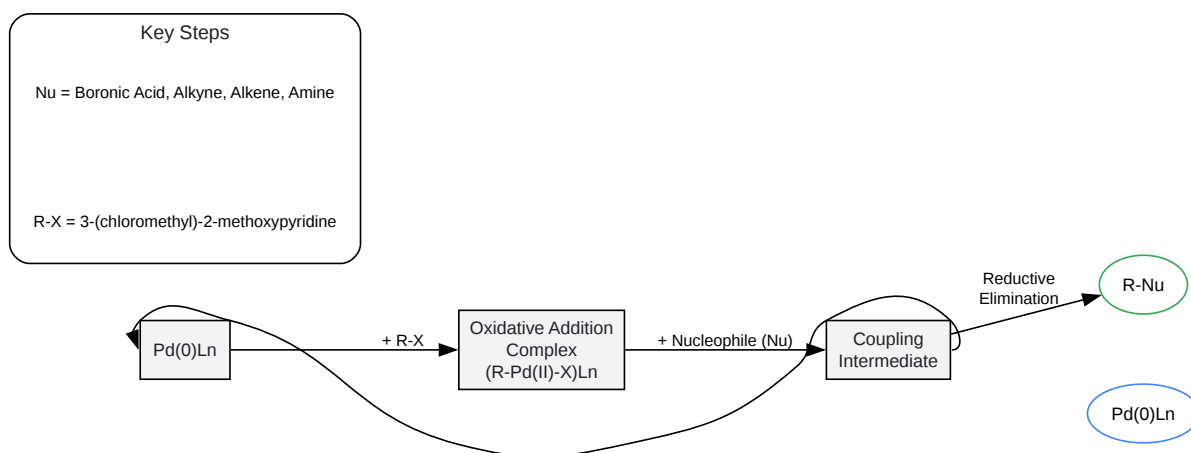 Key Steps
Nu = Boronic Acid, Alkyne, Alkene, Amine
R-X = 3-(chloromethyl)-2-methoxypyridine
Pd(0)Ln
+ R-X
Oxidative Addition
Complex
(R-Pd(II)-X)Ln
+ Nucleophile (Nu)
Coupling
Intermediate
Reductive
Elimination
R-Nu
Pd(0)Ln